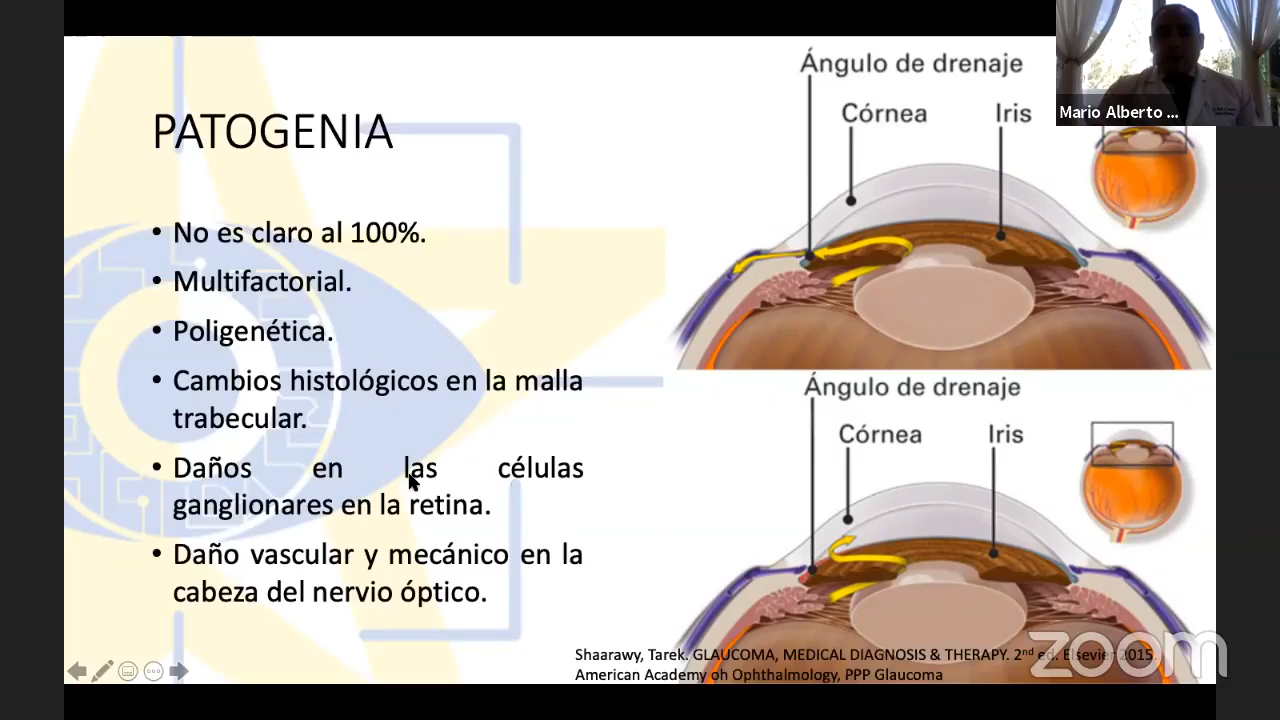 PATOGENIA
• No es claro al 100%.
• Multifactorial.
• Poligenética.
• Cambios histológicos en la malla
trabecular.
• Daños en las células
ganglionares en la retina.
• Daño vascular y mecánico en la
cabeza del nervio óptico.
Ángulo de drenaje
Córnea
Iris
Ángulo de drenaje
Córnea
Iris
Mario Alberto ...
Shaarawy, Tarek. GLAUCOMA, MEDICAL DIAGNOSIS & THERAPY. 2nd ed. Elsevier 2015.
American Academy oh Ophthalmology, PPP Glaucoma
zoom